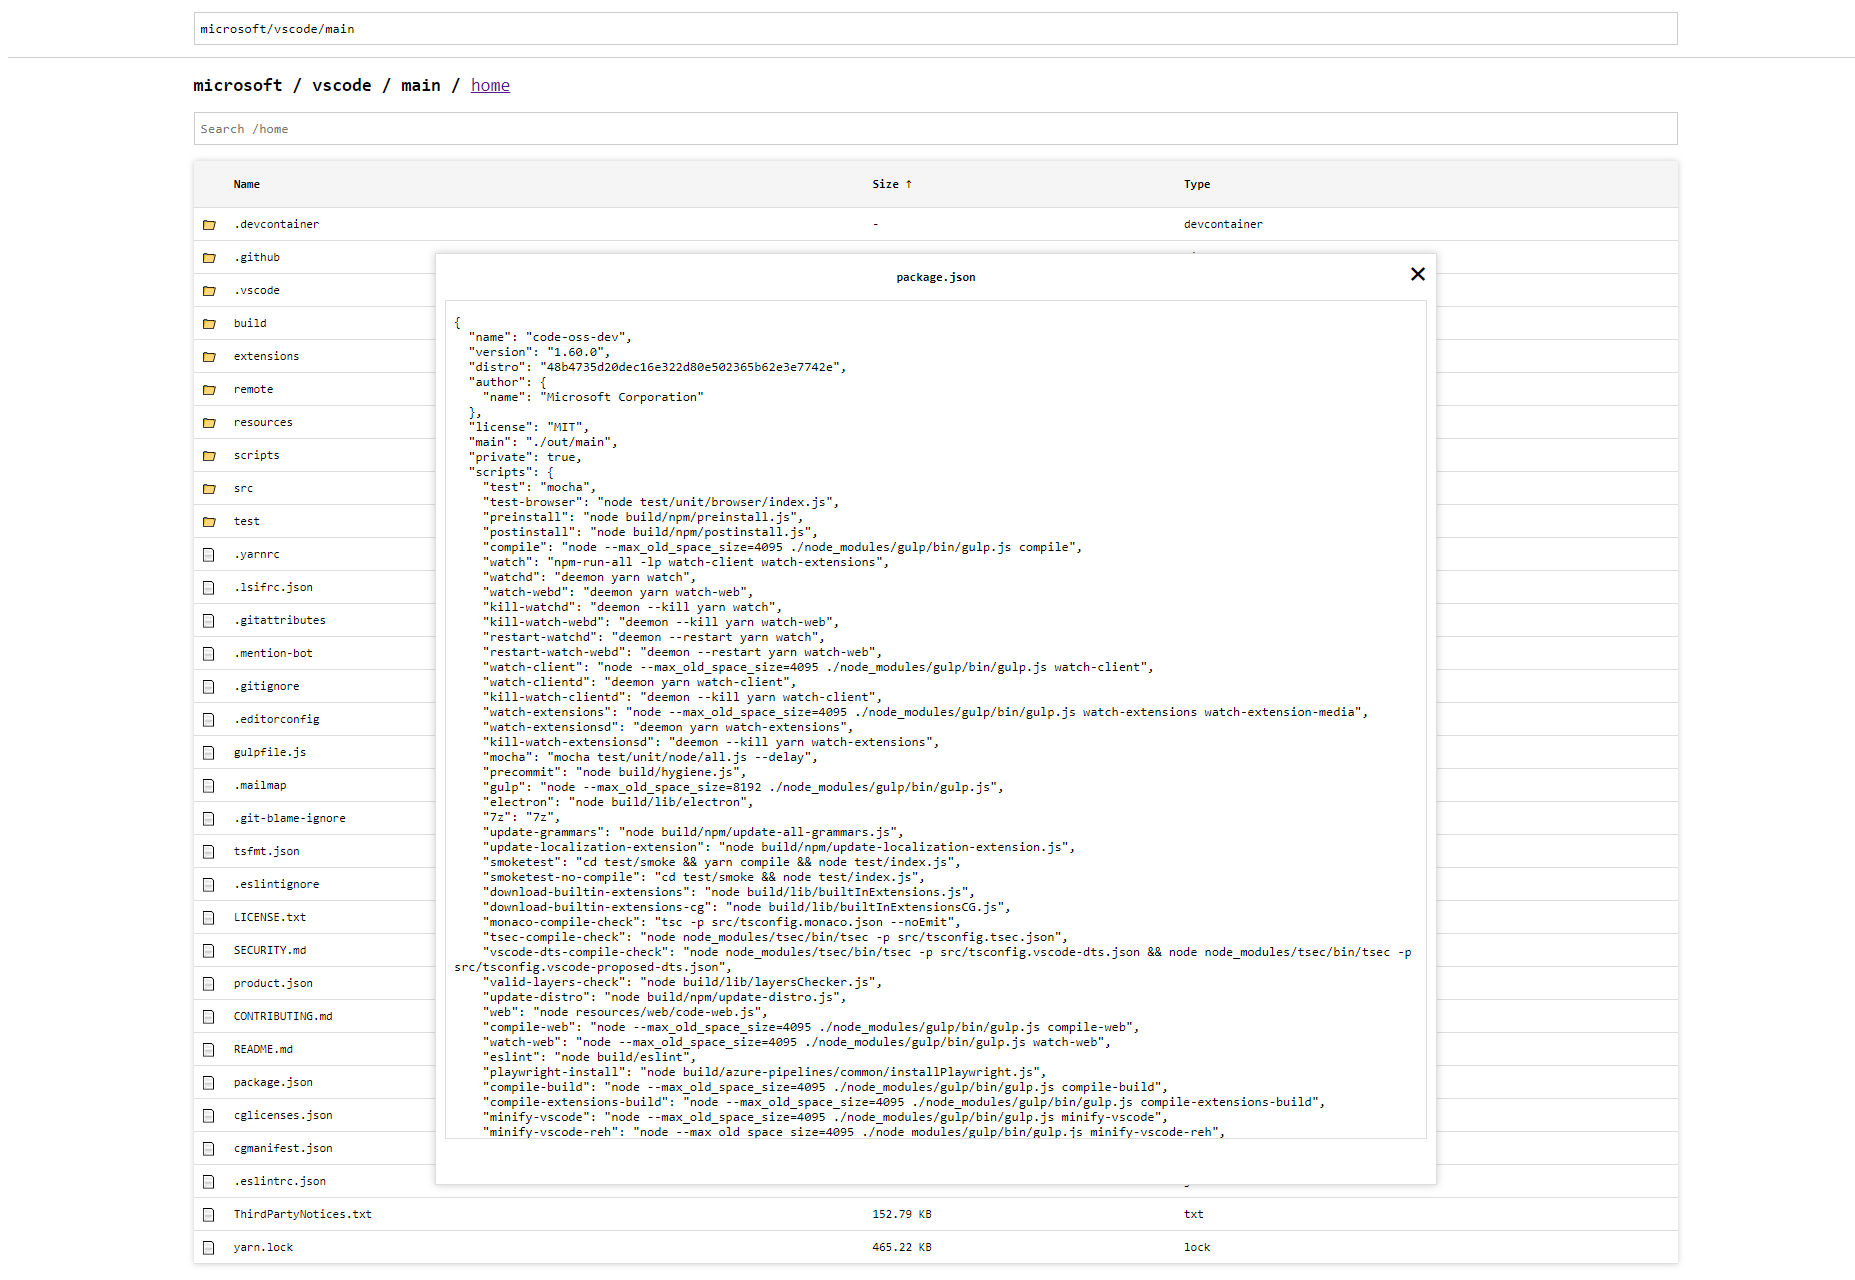 microsoft/vscode/main
microsoft / vscode / main / home
Search /home
Name Size ↑ Type
.devcontainer - devcontainer
.github
.vscode
build
extensions
remote
resources
scripts
src
test
.yarnrc
.lsifrc.json
.gitattributes
.mention-bot
.gitignore
.editorconfig
gulpfile.js
.mailmap
.git-blame-ignore
tsfmt.json
.eslintignore
LICENSE.txt
SECURITY.md
product.json
CONTRIBUTING.md
README.md
package.json
cglicenses.json
cgmanifest.json
.eslintrc.json
ThirdPartyNotices.txt 152.79 KB txt
yarn.lock 465.22 KB lock
package.json
{
  "name": "code-oss-dev",
  "version": "1.60.0",
  "distro": "48b4735d20dec16e322d80e502365b62e3e7742e",
  "author": {
    "name": "Microsoft Corporation"
  },
  "license": "MIT",
  "main": "./out/main",
  "private": true,
  "scripts": {
    "test": "mocha",
    "test-browser": "node test/unit/browser/index.js",
    "preinstall": "node build/npm/preinstall.js",
    "postinstall": "node build/npm/postinstall.js",
    "compile": "node --max_old_space_size=4095 ./node_modules/gulp/bin/gulp.js compile",
    "watch": "npm-run-all -lp watch-client watch-extensions",
    "watchd": "deemon yarn watch",
    "watch-webd": "deemon yarn watch-web",
    "kill-watchd": "deemon --kill yarn watch",
    "kill-watch-webd": "deemon --kill yarn watch-web",
    "restart-watchd": "deemon --restart yarn watch",
    "restart-watch-webd": "deemon --restart yarn watch-web",
    "watch-client": "node --max_old_space_size=4095 ./node_modules/gulp/bin/gulp.js watch-client",
    "watch-clientd": "deemon yarn watch-client",
    "kill-watch-clientd": "deemon --kill yarn watch-client",
    "watch-extensions": "node --max_old_space_size=4095 ./node_modules/gulp/bin/gulp.js watch-extensions watch-extension-media",
    "watch-extensionsd": "deemon yarn watch-extensions",
    "kill-watch-extensionsd": "deemon --kill yarn watch-extensions",
    "mocha": "mocha test/unit/node/all.js --delay",
    "precommit": "node build/hygiene.js",
    "gulp": "node --max_old_space_size=8192 ./node_modules/gulp/bin/gulp.js",
    "electron": "node build/lib/electron",
    "7z": "7z",
    "update-grammars": "node build/npm/update-all-grammars.js",
    "update-localization-extension": "node build/npm/update-localization-extension.js",
    "smoketest": "cd test/smoke && yarn compile && node test/index.js",
    "smoketest-no-compile": "cd test/smoke && node test/index.js",
    "download-builtin-extensions": "node build/lib/builtInExtensions.js",
    "download-builtin-extensions-cg": "node build/lib/builtInExtensionsCG.js",
    "monaco-compile-check": "tsc -p src/tsconfig.monaco.json --noEmit",
    "tsec-compile-check": "node node_modules/tsec/bin/tsec -p src/tsconfig.tsec.json",
    "vscode-dts-compile-check": "node node_modules/tsec/bin/tsec -p src/tsconfig.vscode-dts.json && node node_modules/tsec/bin/tsec -p
src/tsconfig.vscode-proposed-dts.json",
    "valid-layers-check": "node build/lib/layersChecker.js",
    "update-distro": "node build/npm/update-distro.js",
    "web": "node resources/web/code-web.js",
    "compile-web": "node --max_old_space_size=4095 ./node_modules/gulp/bin/gulp.js compile-web",
    "watch-web": "node --max_old_space_size=4095 ./node_modules/gulp/bin/gulp.js watch-web",
    "eslint": "node build/eslint",
    "playwright-install": "node build/azure-pipelines/common/installPlaywright.js",
    "compile-build": "node --max_old_space_size=4095 ./node_modules/gulp/bin/gulp.js compile-build",
    "compile-extensions-build": "node --max_old_space_size=4095 ./node_modules/gulp/bin/gulp.js compile-extensions-build",
    "minify-vscode": "node --max_old_space_size=4095 ./node_modules/gulp/bin/gulp.js minify-vscode",
    "minify-vscode-reh": "node --max_old_space_size=4095 ./node_modules/gulp/bin/gulp.js minify-vscode-reh",